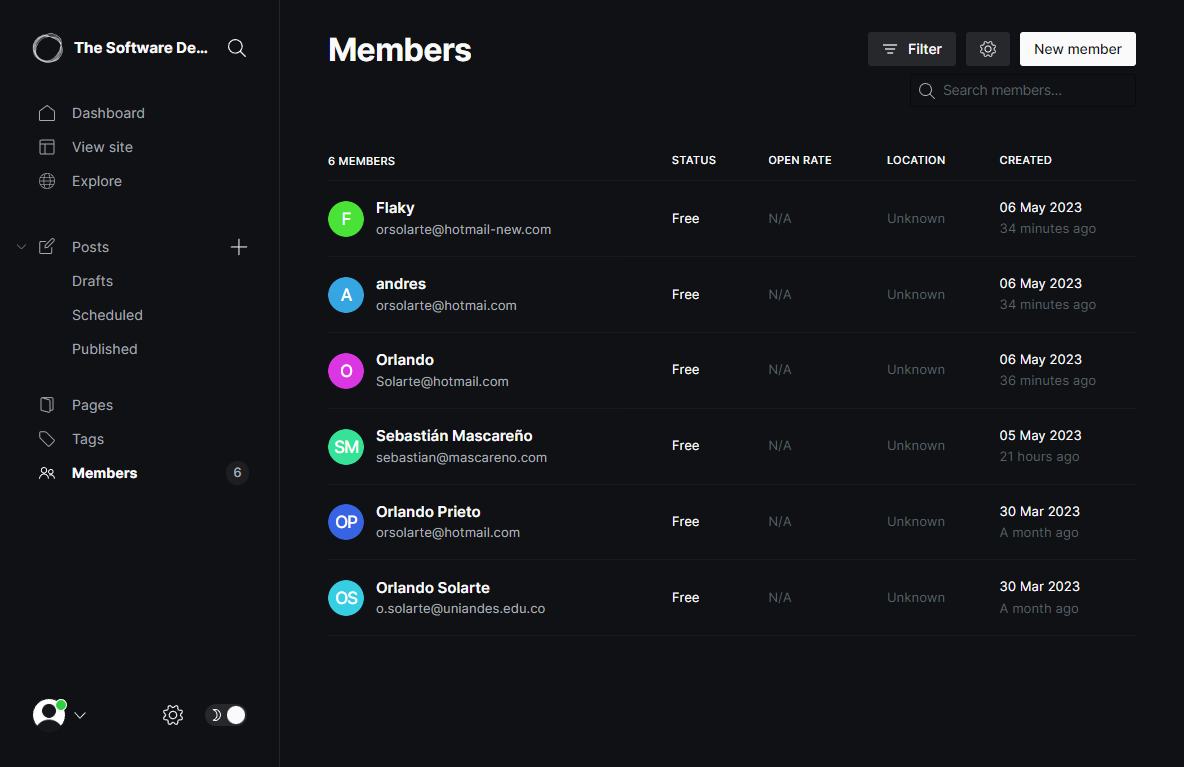 The Software De...
Dashboard
View site
Explore
Posts
Drafts
Scheduled
Published
Pages
Tags
Members 6
Members
Filter
New member
Search members...
6 MEMBERS STATUS OPEN RATE LOCATION CREATED
F Flaky
orsolarte@hotmail-new.com
Free N/A Unknown
06 May 2023
34 minutes ago
A andres
orsolarte@hotmai.com
Free N/A Unknown
06 May 2023
34 minutes ago
O Orlando
Solarte@hotmail.com
Free N/A Unknown
06 May 2023
36 minutes ago
SM Sebastián Mascareño
sebastian@mascareno.com
Free N/A Unknown
05 May 2023
21 hours ago
OP Orlando Prieto
orsolarte@hotmail.com
Free N/A Unknown
30 Mar 2023
A month ago
OS Orlando Solarte
o.solarte@uniandes.edu.co
Free N/A Unknown
30 Mar 2023
A month ago